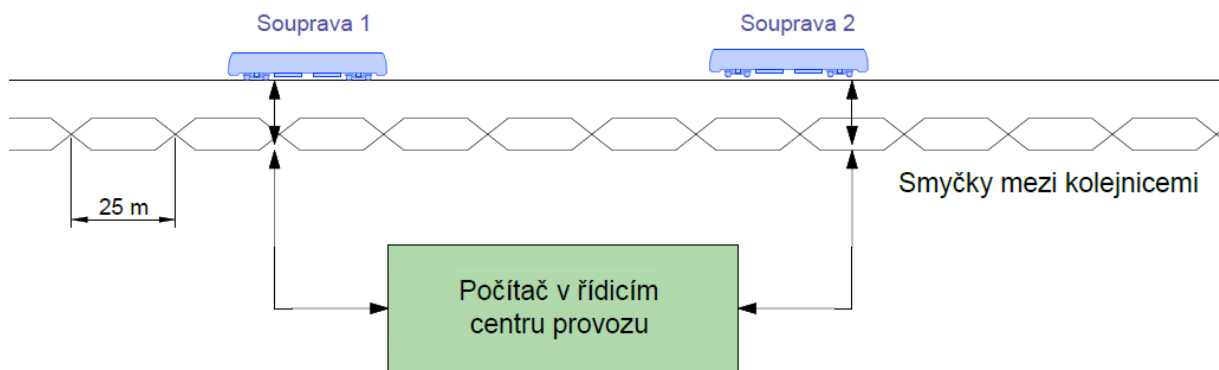 Souprava 1
Souprava 2
25 m
Smyčky mezi kolejnicemi
Počítač v řídicím
centru provozu